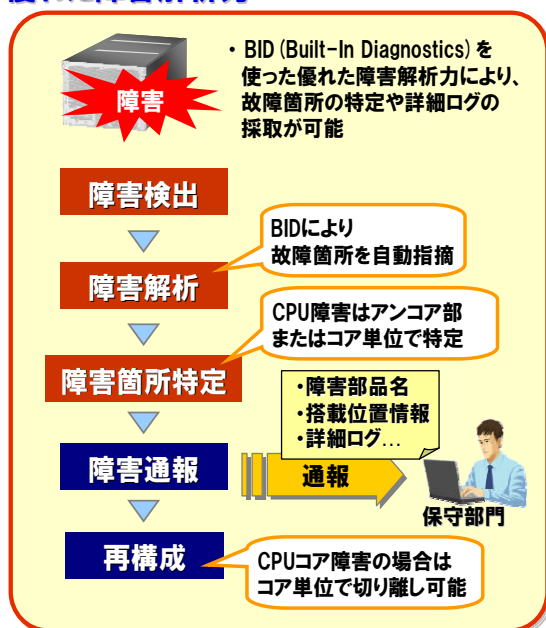 障害
・BID(Built-In Diagnostics)を
使った優れた障害解析力により、
故障箇所の特定や詳細ログの
採取が可能
障害検出
BIDにより
故障箇所を自動指摘
障害解析
CPU障害はアンコア部
またはコア単位で特定
障害箇所特定
・障害部品名
・搭載位置情報
・詳細ログ...
障害通報
通報
保守部門
再構成
CPUコア障害の場合は
コア単位で切り離し可能